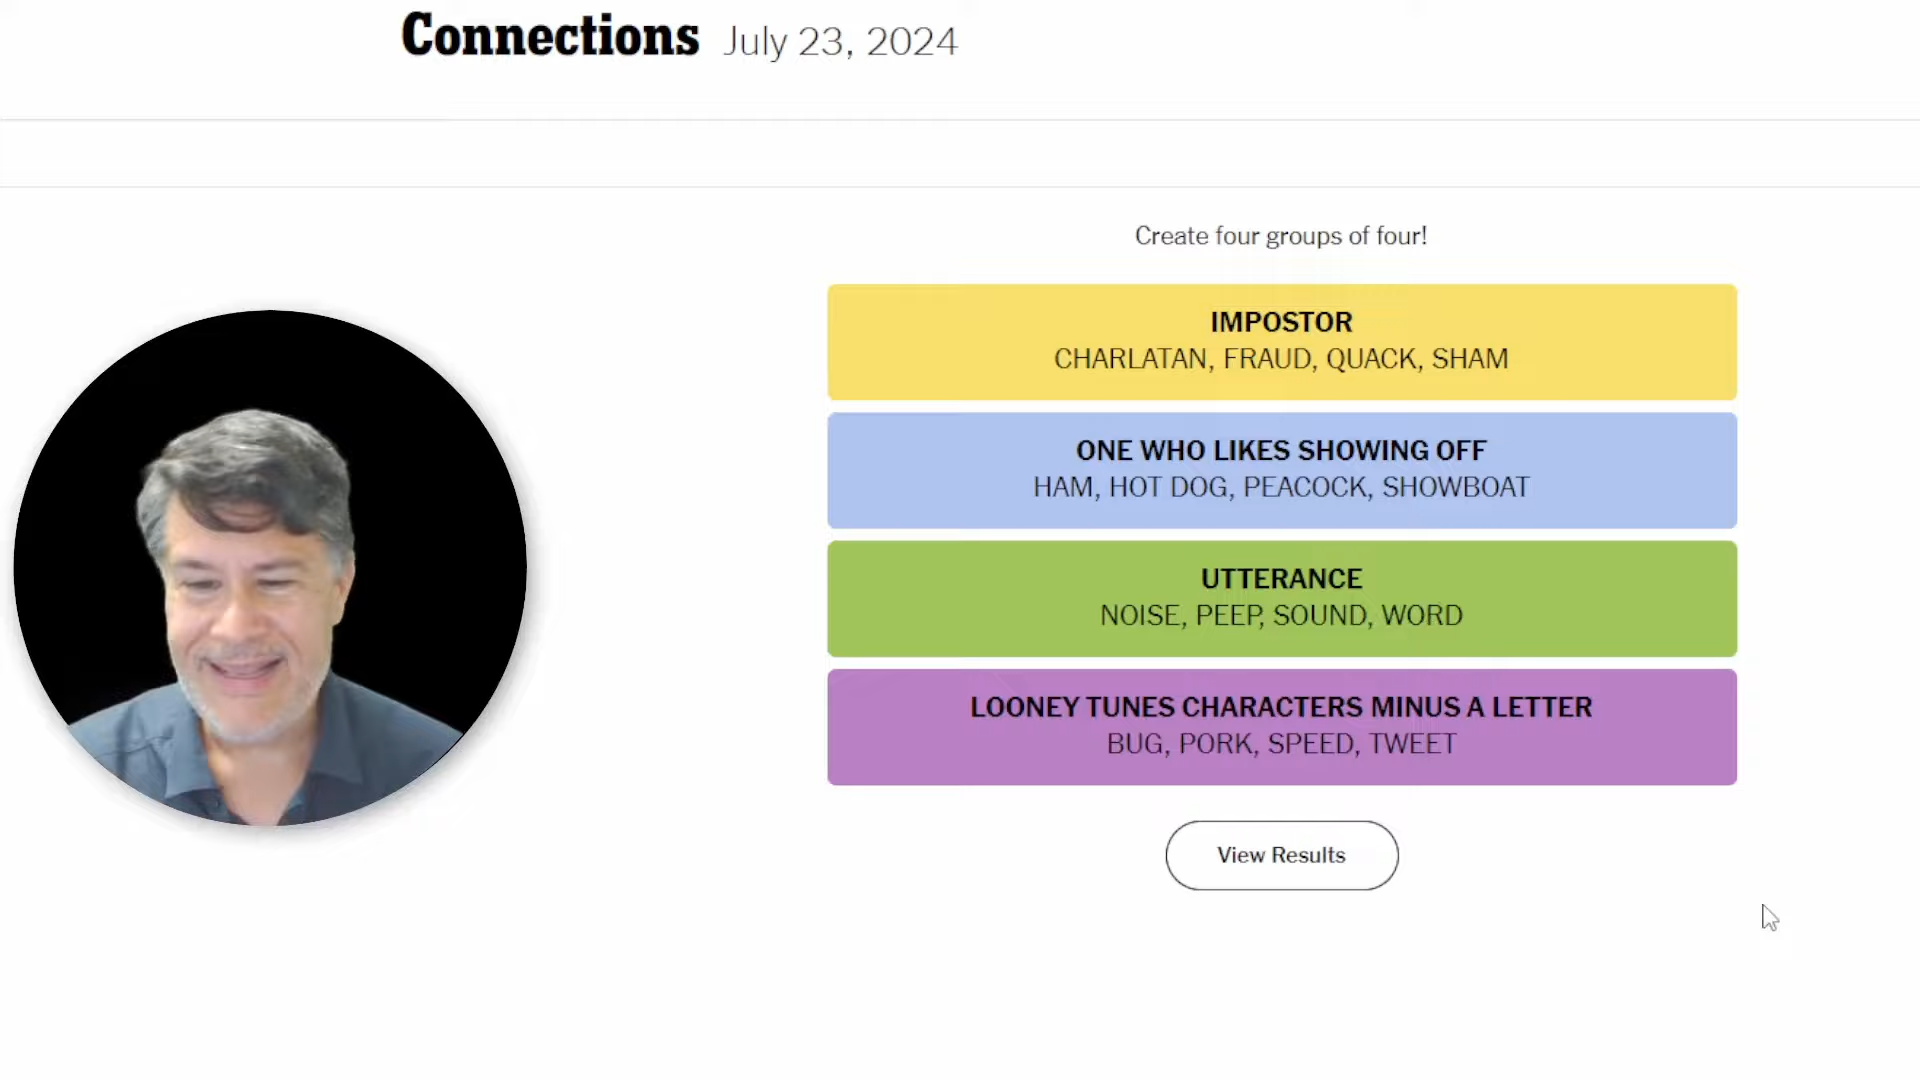 Connections July 23, 2024
Create four groups of four!
IMPOSTOR
CHARLATAN, FRAUD, QUACK, SHAM
ONE WHO LIKES SHOWING OFF
HAM, HOT DOG, PEACOCK, SHOWBOAT
UTTERANCE
NOISE, PEEP, SOUND, WORD
LOONEY TUNES CHARACTERS MINUS A LETTER
BUG, PORK, SPEED, TWEET
View Results